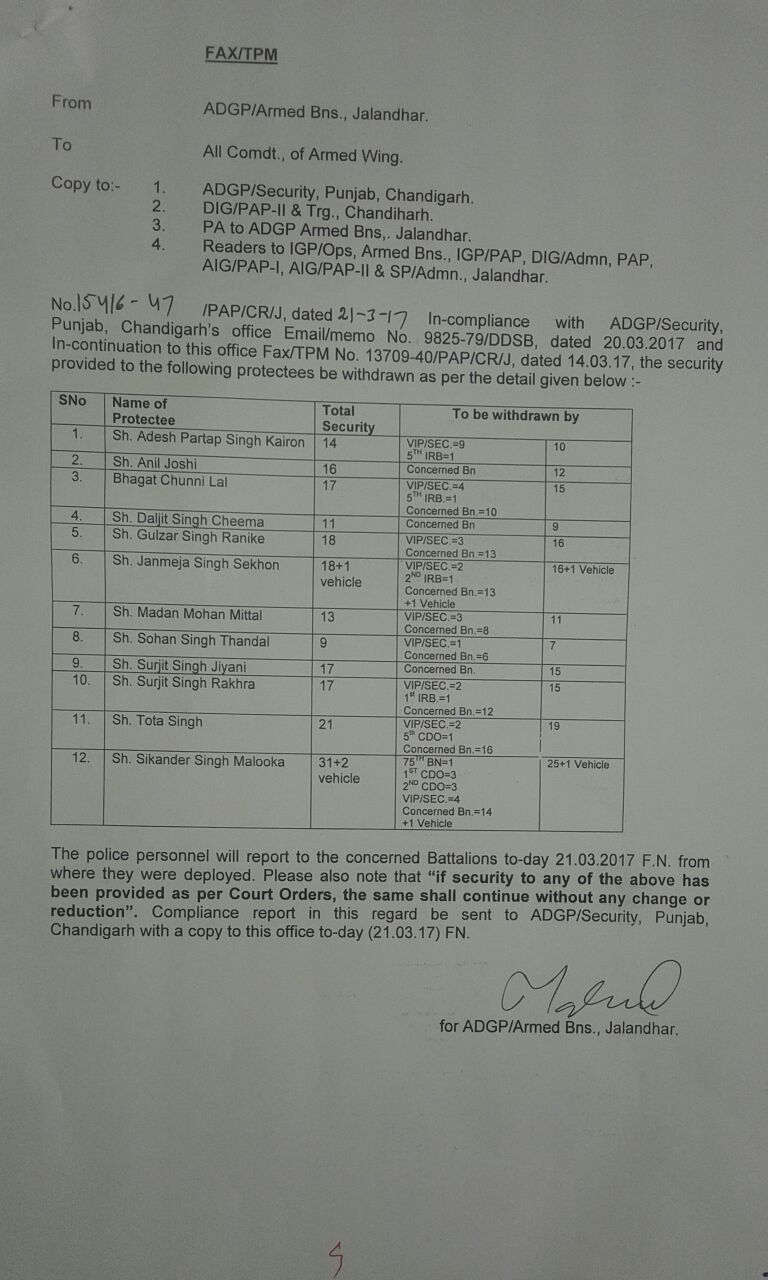 FAX/TPM
From ADGP/Armed Bns., Jalandhar.
To All Comdt., of Armed Wing.
Copy to:- 1. ADGP/Security, Punjab, Chandigarh.
2. DIG/PAP-II & Trg., Chandiharh.
3. PA to ADGP Armed Bns,. Jalandhar.
4. Readers to IGP/Ops, Armed Bns., IGP/PAP, DIG/Admn, PAP,
AIG/PAP-I, AIG/PAP-II & SP/Admn., Jalandhar.
No.15416-47 /PAP/CR/J, dated 21-3-17 In-compliance with ADGP/Security,
Punjab, Chandigarh's office Email/memo No. 9825-79/DDSB, dated 20.03.2017 and
In-continuation to this office Fax/TPM No. 13709-40/PAP/CR/J, dated 14.03.17, the security
provided to the following protectees be withdrawn as per the detail given below :-
SNo Name of Total To be withdrawn by
Protectee Security
1. Sh. Adesh Partap Singh Kairon 14 VIP/SEC.=9 10
5TH IRB=1
2. Sh. Anil Joshi 16 Concerned Bn 12
3. Bhagat Chunni Lal 17 VIP/SEC.=4 15
5TH IRB.=1
Concerned Bn.=10
4. Sh. Daljit Singh Cheema 11 Concerned Bn 9
5. Sh. Gulzar Singh Ranike 18 VIP/SEC.=3 16
Concerned Bn.=13
6. Sh. Janmeja Singh Sekhon 18+1 VIP/SEC.=2 16+1 Vehicle
vehicle 2ND IRB=1
Concerned Bn.=13
+1 Vehicle
7. Sh. Madan Mohan Mittal 13 VIP/SEC.=3 11
Concerned Bn.=8
8. Sh. Sohan Singh Thandal 9 VIP/SEC.=1 7
Concerned Bn.=6
9. Sh. Surjit Singh Jiyani 17 Concerned Bn. 15
10. Sh. Surjit Singh Rakhra 17 VIP/SEC.=2 15
1st IRB.=1
Concerned Bn.=12
11. Sh. Tota Singh 21 VIP/SEC.=2 19
5th CDO=1
Concerned Bn.=16
12. Sh. Sikander Singh Malooka 31+2 75TH BN=1 25+1 Vehicle
vehicle 1ST CDO=3
2ND CDO=3
VIP/SEC.=4
Concerned Bn.=14
+1 Vehicle
The police personnel will report to the concerned Battalions to-day 21.03.2017 F.N. from
where they were deployed. Please also note that “if security to any of the above has
been provided as per Court Orders, the same shall continue without any change or
reduction”. Compliance report in this regard be sent to ADGP/Security, Punjab,
Chandigarh with a copy to this office to-day (21.03.17) FN.
for ADGP/Armed Bns., Jalandhar.